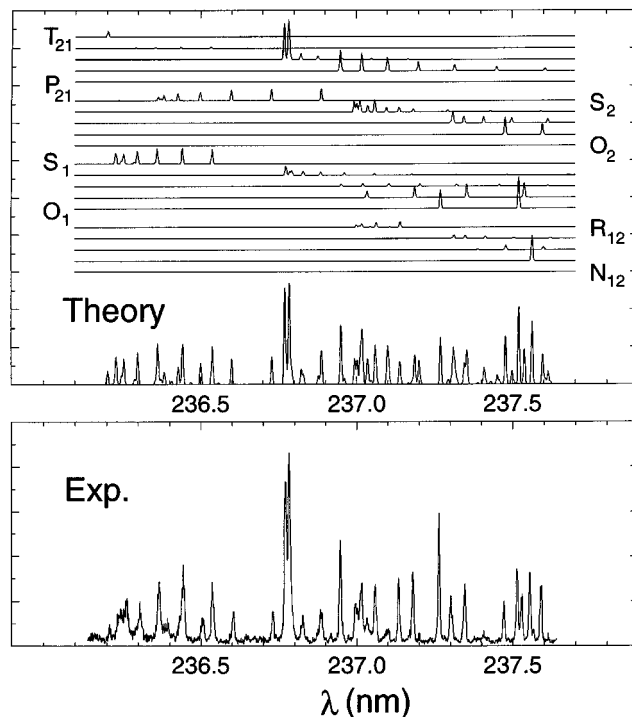 T21
P21
S2
S1
O2
O1
R12
N12
Theory
236.5 237.0 237.5
Exp.
236.5 237.0 237.5
λ (nm)